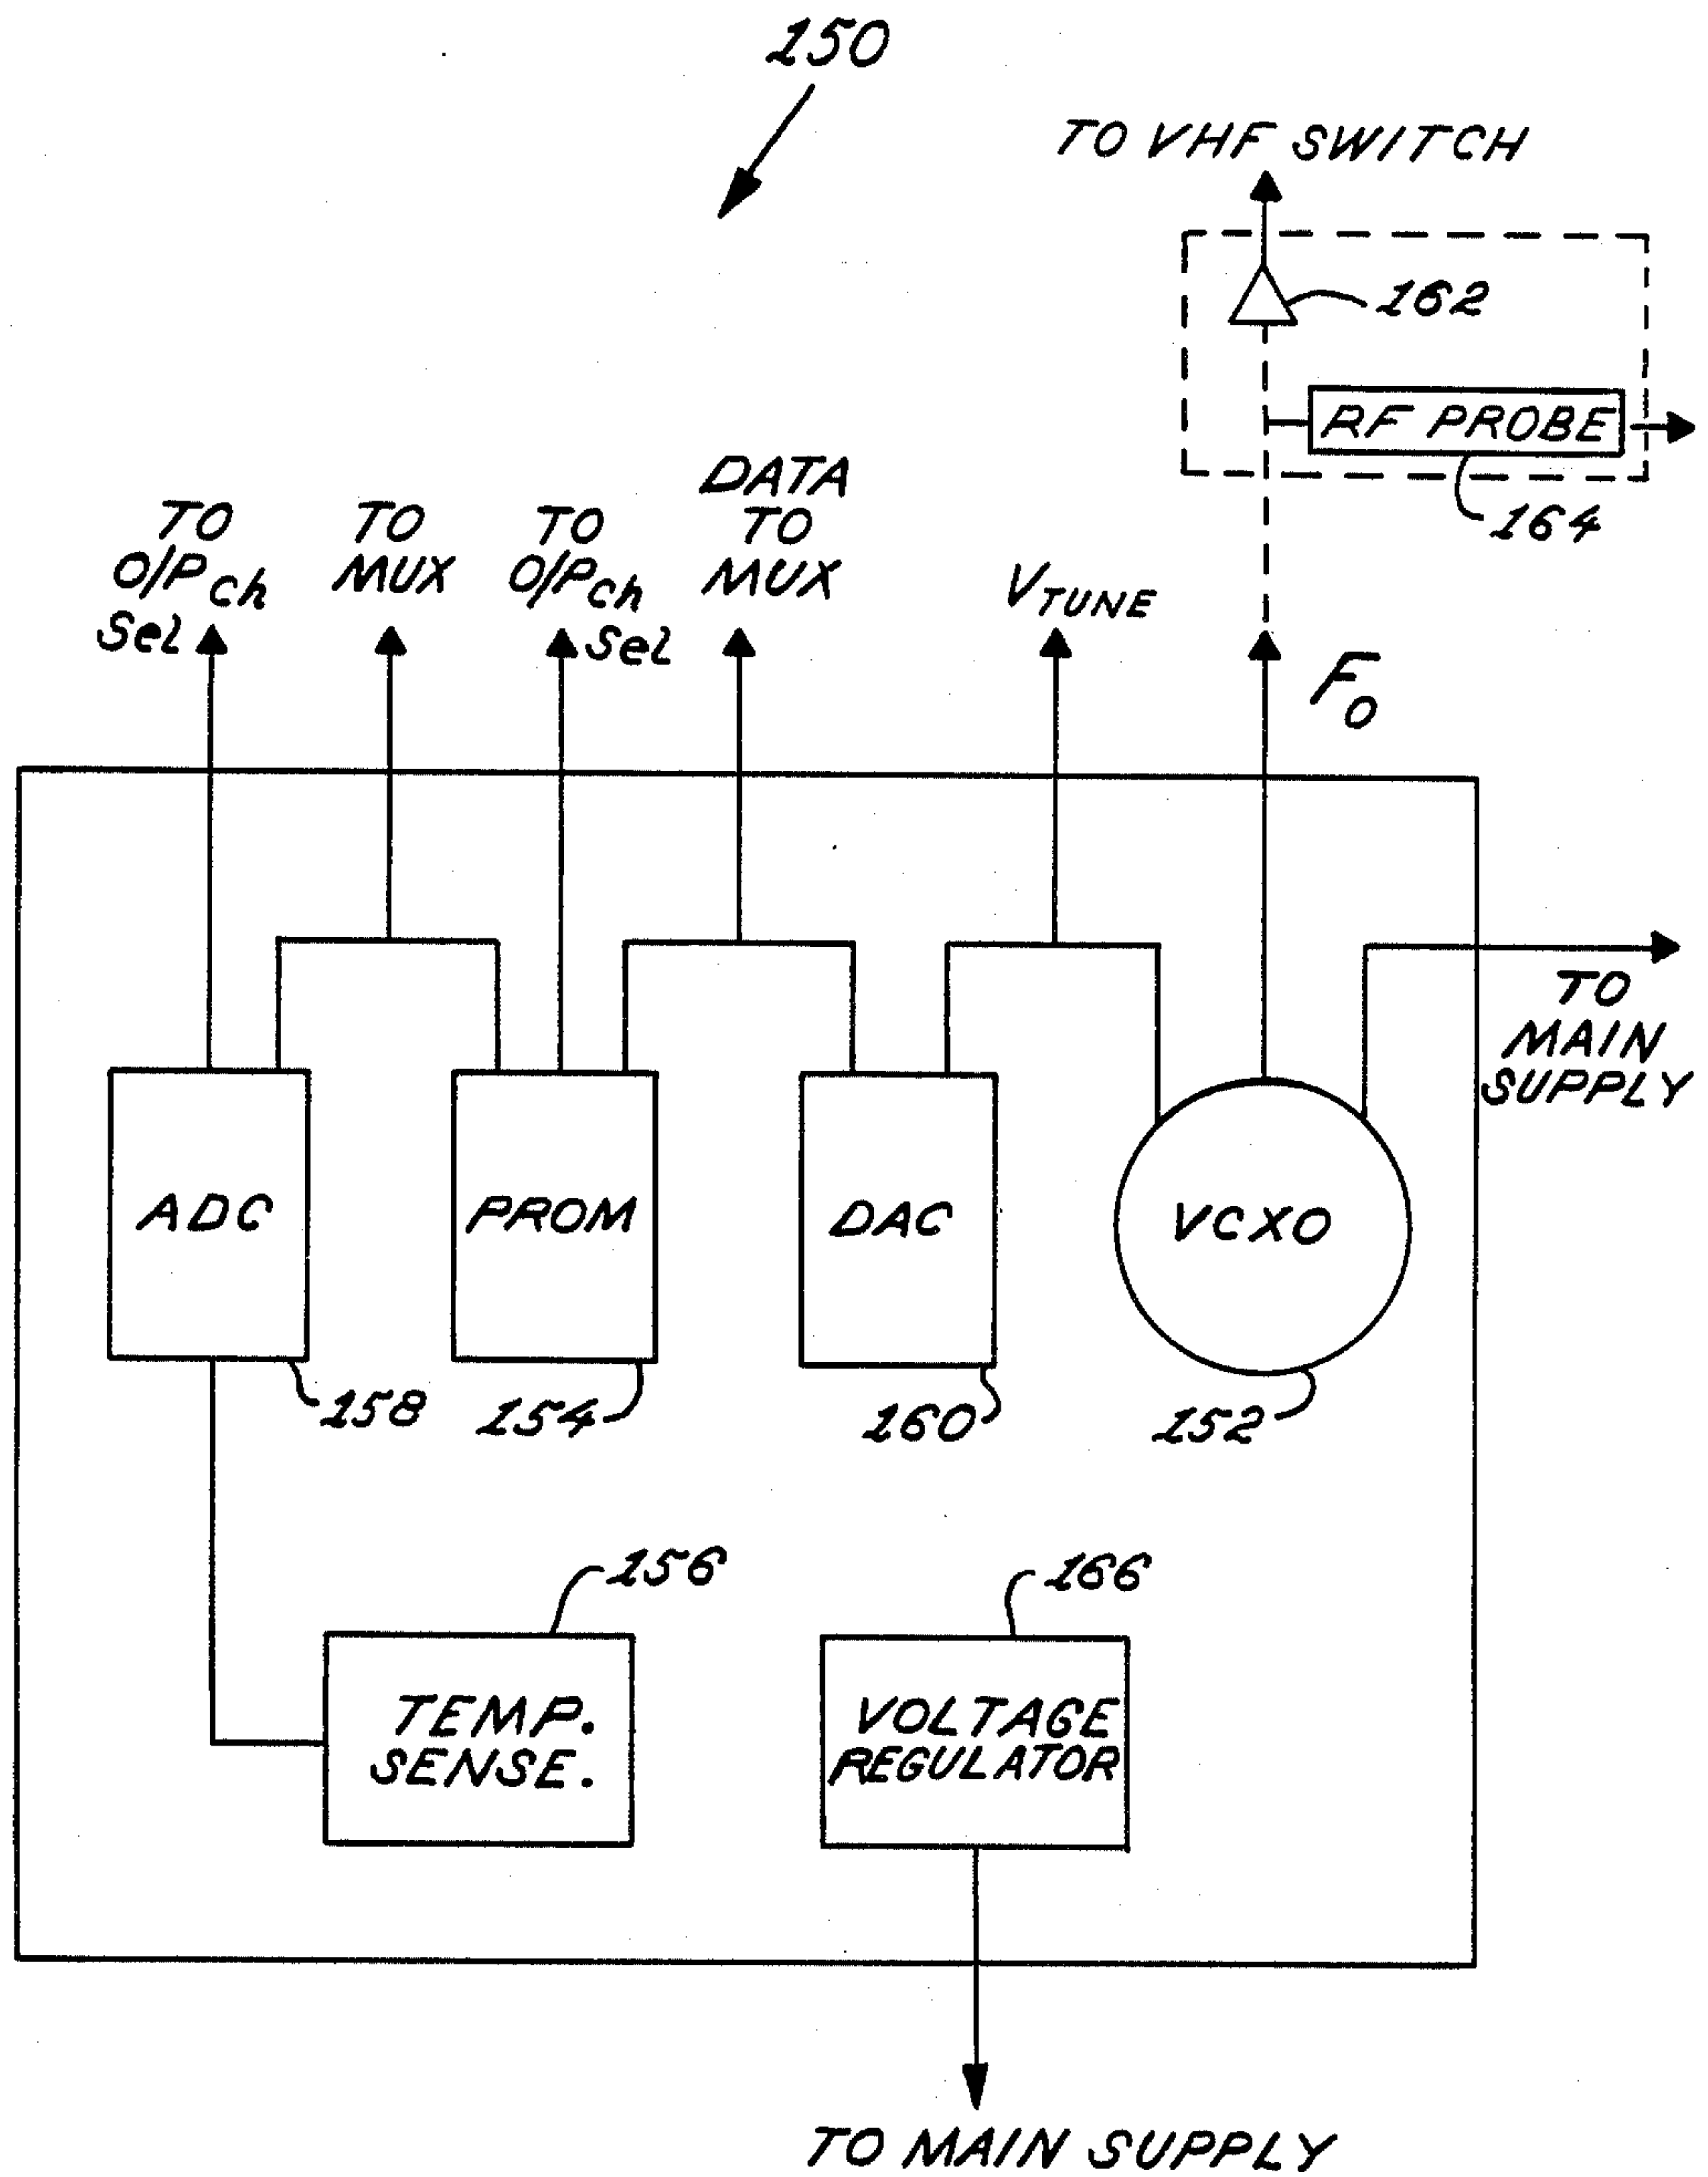 150
TO VHF SWITCH
162
RF PROBE
164
TO
O/Pch
Sel
TO
MUX
TO
O/Pch
Sel
DATA
TO
MUX
VTUNE
Fo
TO
MAIN
SUPPLY
ADC
PROM
DAC
VCXO
158
154
160
152
156
166
TEMP.
SENSE.
VOLTAGE
REGULATOR
TO MAIN SUPPLY